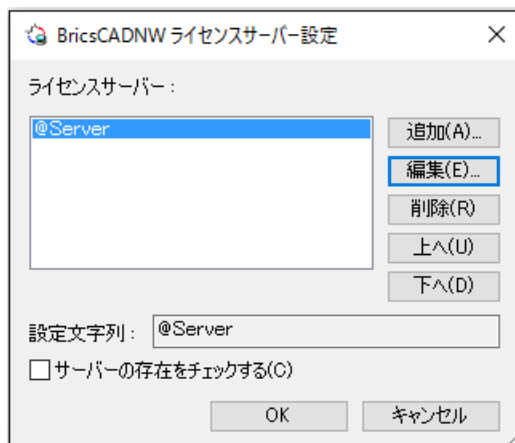 BricsCADNW ライセンスサーバー設定
ライセンスサーバー：
@Server
追加(A)...
編集(E)...
削除(R)
上へ(U)
下へ(D)
設定文字列： @Server
サーバーの存在をチェックする(C)
OK キャンセル